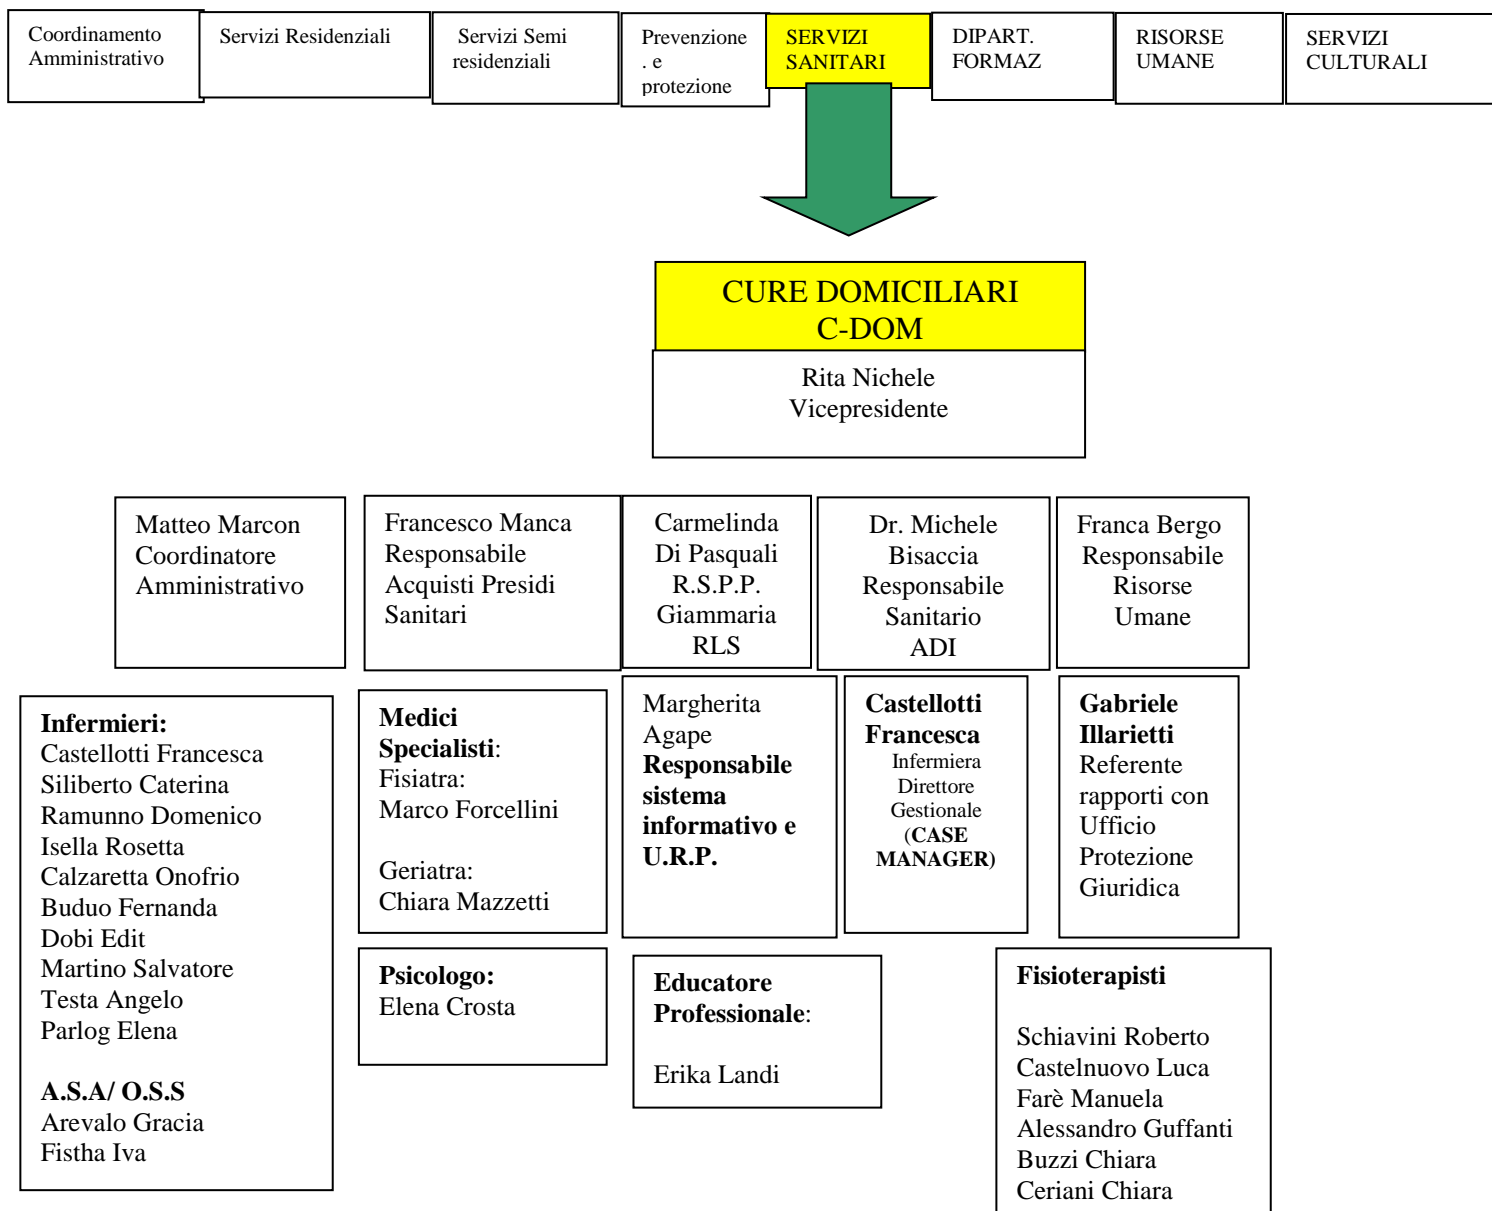 Coordinamento
Amministrativo
Servizi Residenziali
Servizi Semi
residenziali
Prevenzione
. e
protezione
SERVIZI
SANITARI
DIPART.
FORMAZ
RISORSE
UMANE
SERVIZI
CULTURALI
CURE DOMICILIARI
C-DOM
Rita Nichele
Vicepresidente
Matteo Marcon
Coordinatore
Amministrativo
Francesco Manca
Responsabile
Acquisti Presidi
Sanitari
Carmelinda
Di Pasquali
R.S.P.P.
Giammaria
RLS
Dr. Michele
Bisaccia
Responsabile
Sanitario
ADI
Franca Bergo
Responsabile
Risorse
Umane
Infermieri:
Castellotti Francesca
Siliberto Caterina
Ramunno Domenico
Isella Rosetta
Calzaretta Onofrio
Buduo Fernanda
Dobi Edit
Martino Salvatore
Testa Angelo
Parlog Elena
A.S.A/ O.S.S
Arevalo Gracia
Fistha Iva
Medici
Specialisti:
Fisiatra:
Marco Forcellini
Geriatra:
Chiara Mazzetti
Margherita
Agape
Responsabile
sistema
informativo e
U.R.P.
Castellotti
Francesca
Infermiera
Direttore
Gestionale
(CASE
MANAGER)
Gabriele
Illarietti
Referente
rapporti con
Ufficio
Protezione
Giuridica
Psicologo:
Elena Crosta
Educatore
Professionale:
Erika Landi
Fisioterapisti
Schiavini Roberto
Castelnuovo Luca
Farè Manuela
Alessandro Guffanti
Buzzi Chiara
Ceriani Chiara